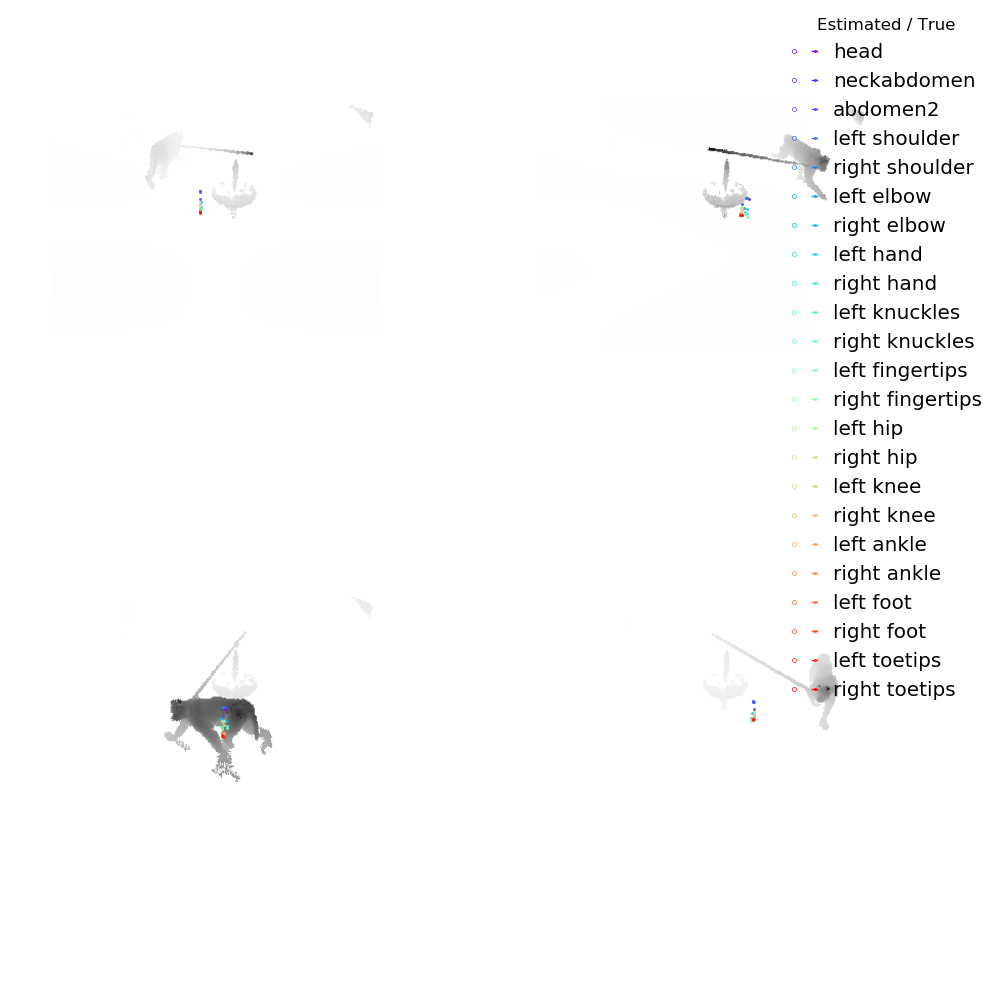 Estimated / True
head
neckabdomen
abdomen2
left shoulder
right shoulder
left elbow
right elbow
left hand
right hand
left knuckles
right knuckles
left fingertips
right fingertips
left hip
right hip
left knee
right knee
left ankle
right ankle
left foot
right foot
left toetips
right toetips